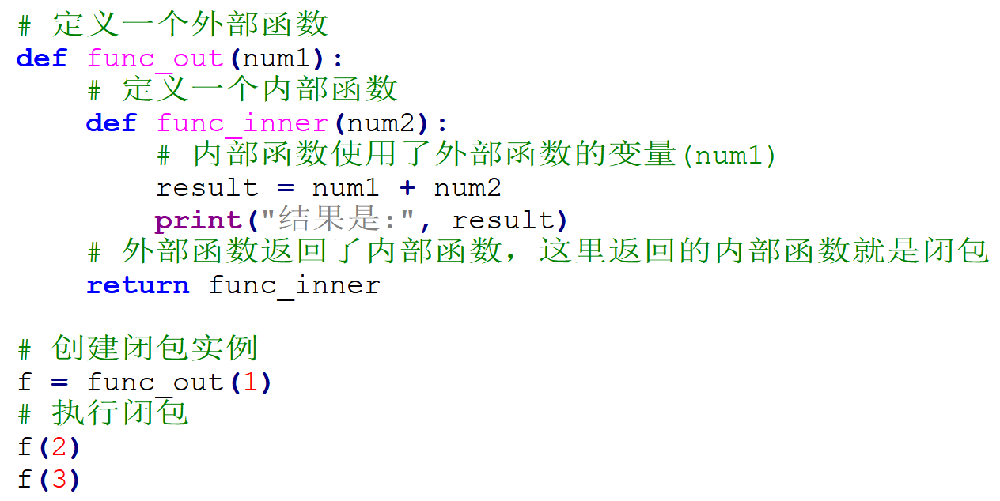 # 定义一个外部函数
def func_out(num1):
    # 定义一个内部函数
    def func_inner(num2):
        # 内部函数使用了外部函数的变量(num1)
        result = num1 + num2
        print("结果是:", result)
    # 外部函数返回了内部函数，这里返回的内部函数就是闭包
    return func_inner

# 创建闭包实例
f = func_out(1)
# 执行闭包
f(2)
f(3)